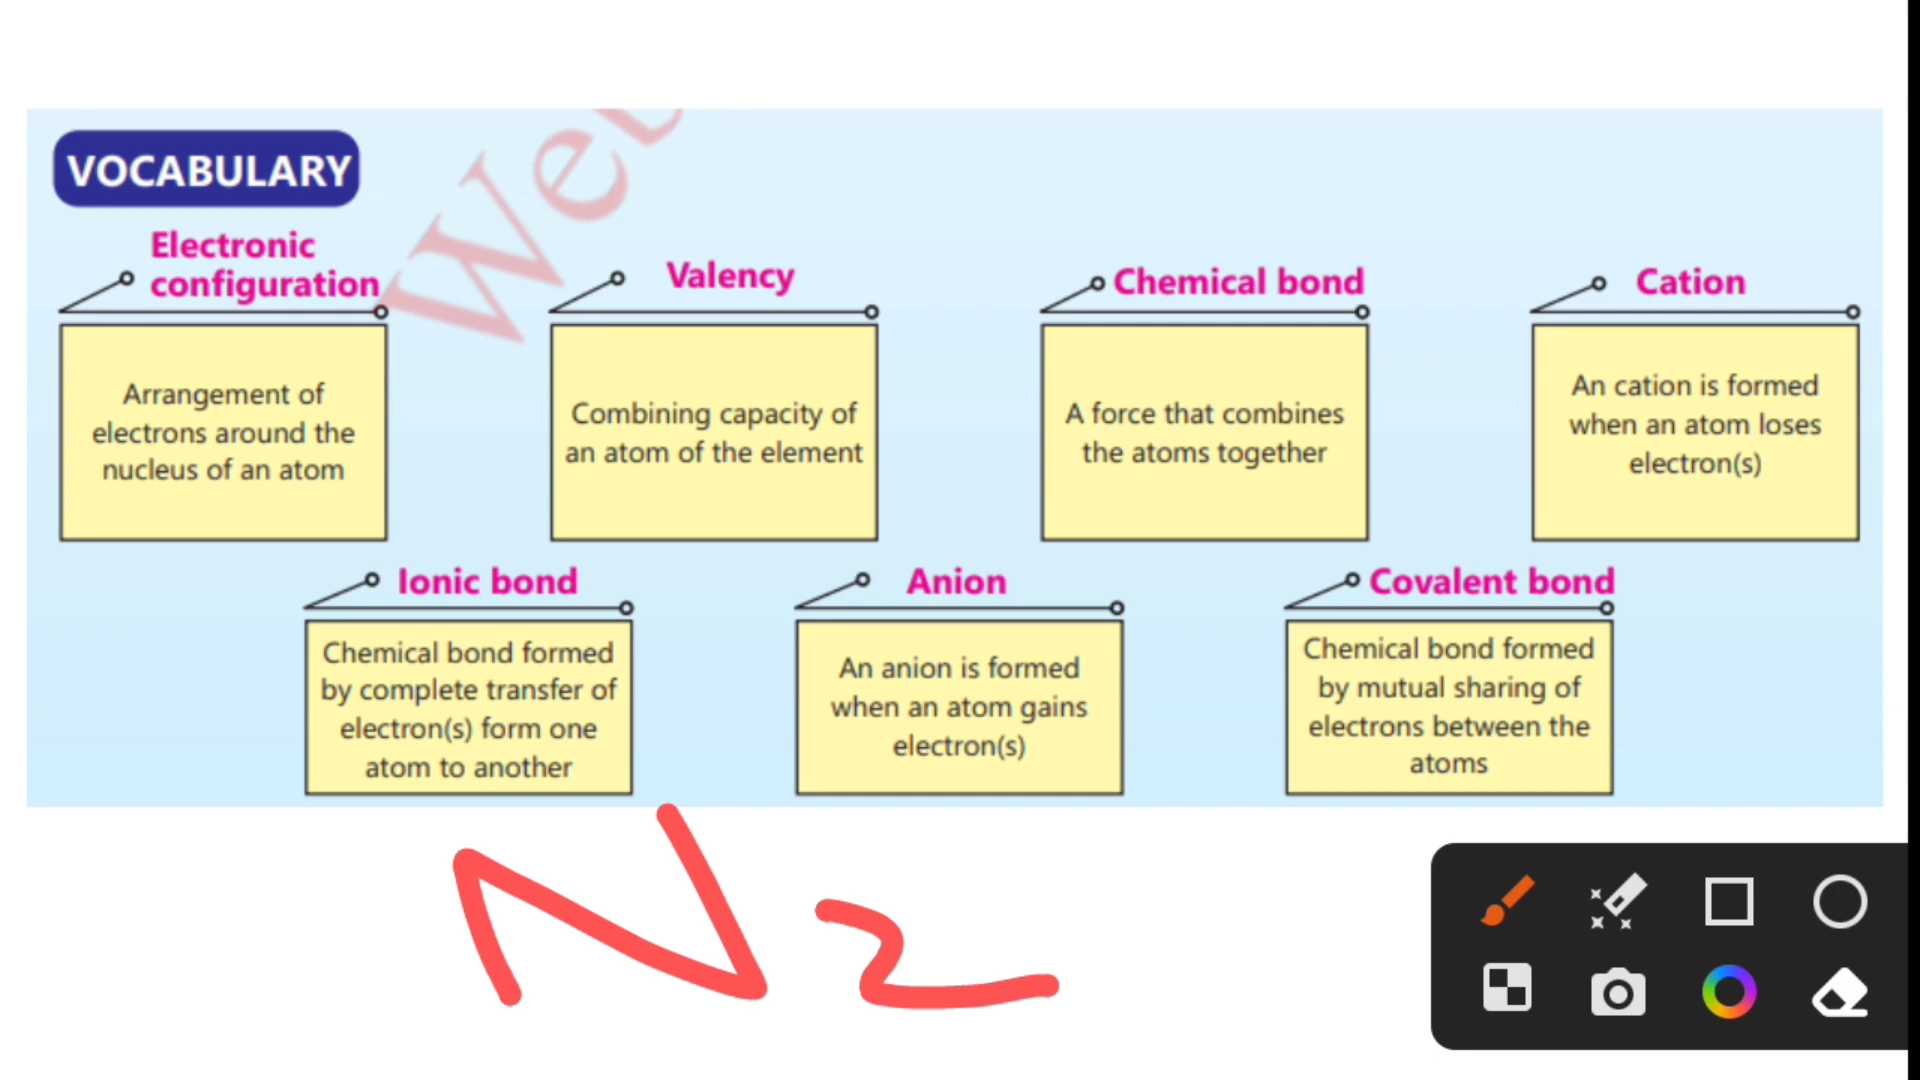 VOCABULARY
Wet
Electronic
configuration
Arrangement of
electrons around the
nucleus of an atom
Valency
Combining capacity of
an atom of the element
Chemical bond
A force that combines
the atoms together
Cation
An cation is formed
when an atom loses
electron(s)
Ionic bond
Chemical bond formed
by complete transfer of
electron(s) form one
atom to another
Anion
An anion is formed
when an atom gains
electron(s)
Covalent bond
Chemical bond formed
by mutual sharing of
electrons between the
atoms
N2